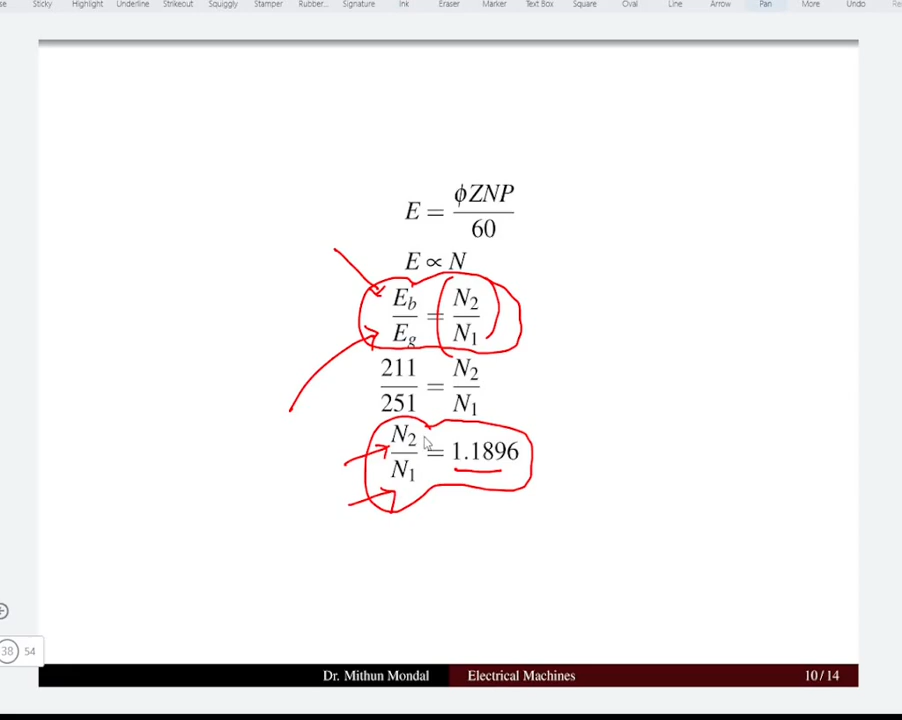 Sticky Highlight Underline Strikeout Squiggly Stamper Rubber... Signature Ink Eraser Marker Text Box Square Oval Line Arrow Pan More Undo
E = ϕZNP / 60
E ∝ N
E_b / E_g = N_2 / N_1
211 / 251 = N_2 / N_1
N_2 / N_1 = 1.1896
38 54
Dr. Mithun Mondal Electrical Machines 10 / 14